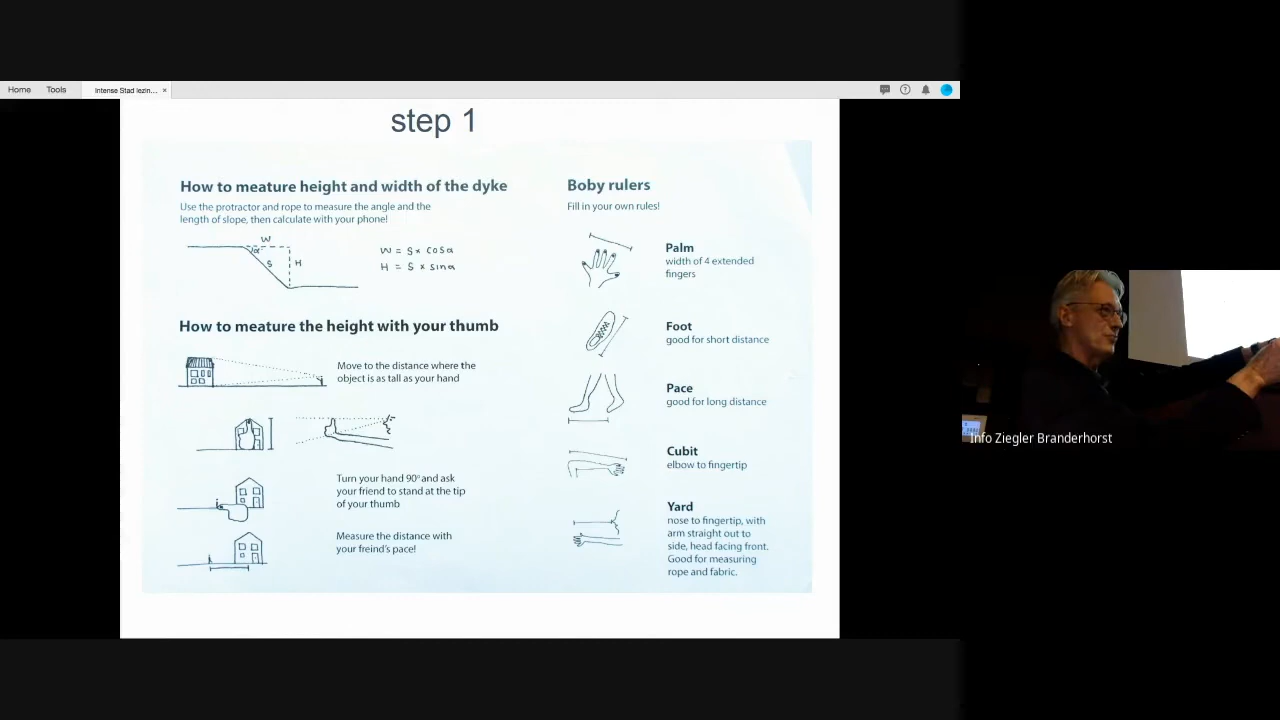 Home
Tools
Intense Stad lezin...
step 1
How to meature height and width of the dyke
Use the protractor and rope to measure the angle and the
length of slope, then calculate with your phone!
W
α
S
H
W = S x cosα
H = S x sinα
How to meature the height with your thumb
Move to the distance where the
object is as tall as your hand
Turn your hand 90° and ask
your friend to stand at the tip
of your thumb
Measure the distance with
your freind's pace!
Boby rulers
Fill in your own rules!
Palm
width of 4 extended
fingers
Foot
good for short distance
Pace
good for long distance
Cubit
elbow to fingertip
Yard
nose to fingertip, with
arm straight out to
side, head facing front.
Good for measuring
rope and fabric.
Info Ziegler Branderhorst